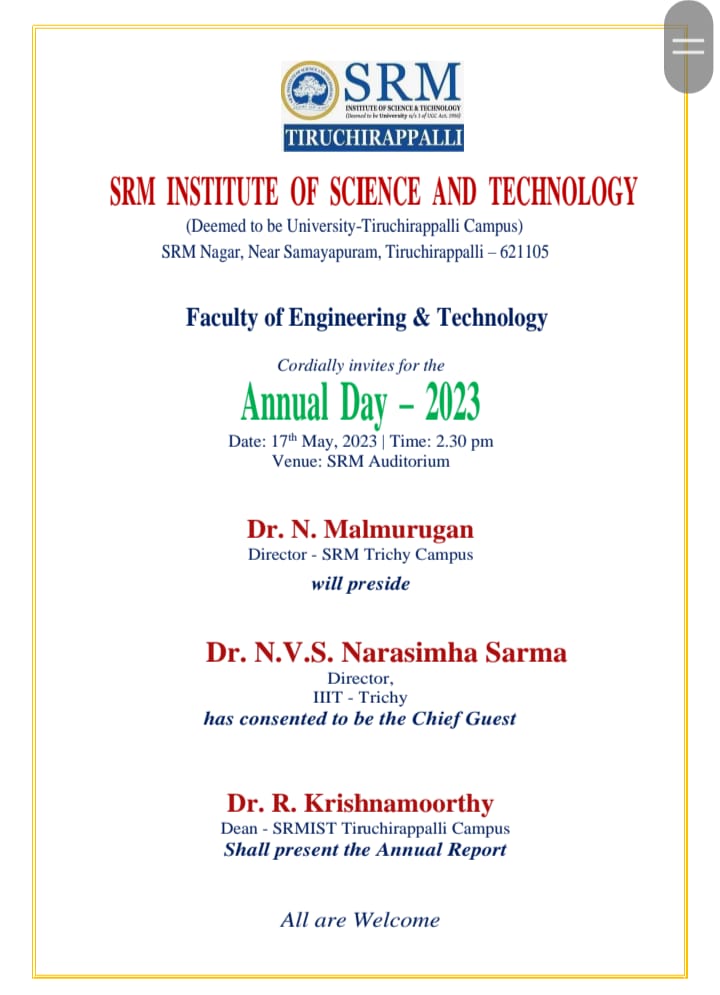 SRM
INSTITUTE OF SCIENCE & TECHNOLOGY
(Deemed to be University u/s 3 of UGC Act, 1956)
TIRUCHIRAPPALLI
SRM INSTITUTE OF SCIENCE AND TECHNOLOGY
(Deemed to be University-Tiruchirappalli Campus)
SRM Nagar, Near Samayapuram, Tiruchirappalli – 621105
Faculty of Engineering & Technology
Cordially invites for the
Annual Day – 2023
Date: 17th May, 2023 | Time: 2.30 pm
Venue: SRM Auditorium
Dr. N. Malmurugan
Director - SRM Trichy Campus
will preside
Dr. N.V.S. Narasimha Sarma
Director,
IIIT - Trichy
has consented to be the Chief Guest
Dr. R. Krishnamoorthy
Dean - SRMIST Tiruchirappalli Campus
Shall present the Annual Report
All are Welcome